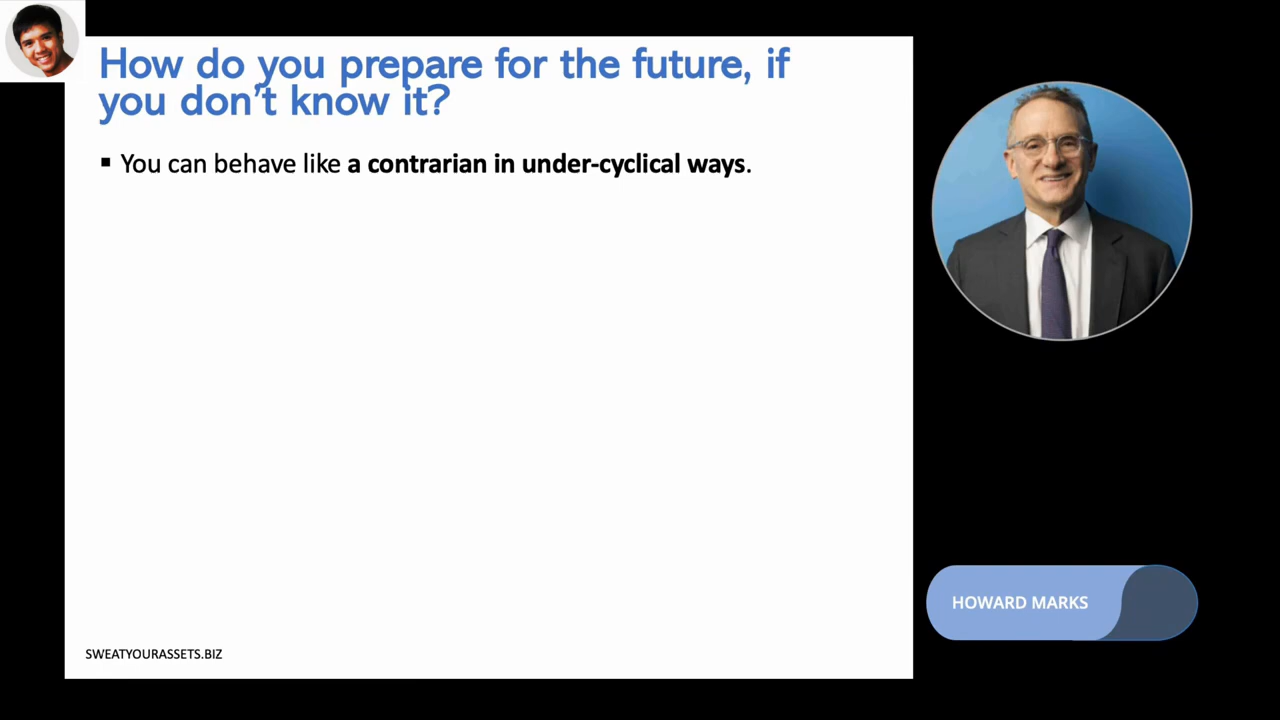 How do you prepare for the future, if
you don't know it?
▪ You can behave like a contrarian in under-cyclical ways.
HOWARD MARKS
SWEATYOURASSETS.BIZ